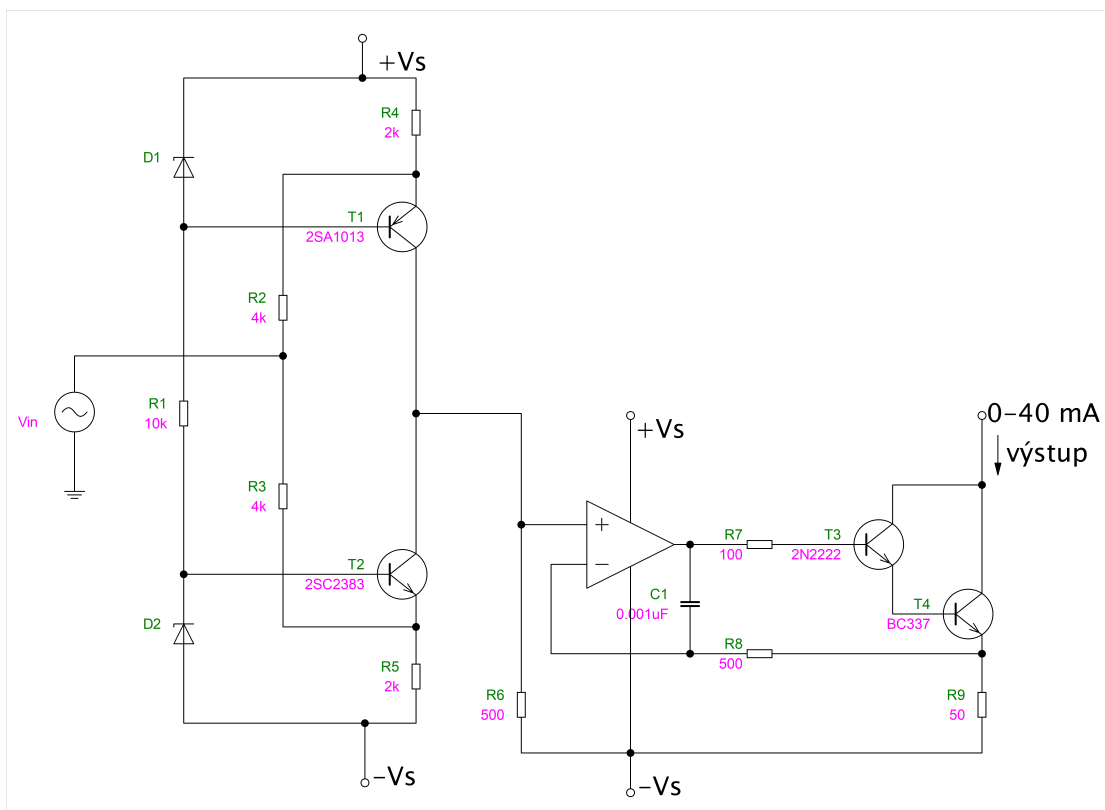 +Vs
R4
2k
D1
T1
2SA1013
R2
4k
Vin
R1
10k
R3
4k
T2
2SC2383
D2
R5
2k
−Vs
+Vs
0−40 mA
výstup
+
−
R7
100
T3
2N2222
C1
0.001uF
T4
BC337
R8
500
R6
500
R9
50
−Vs